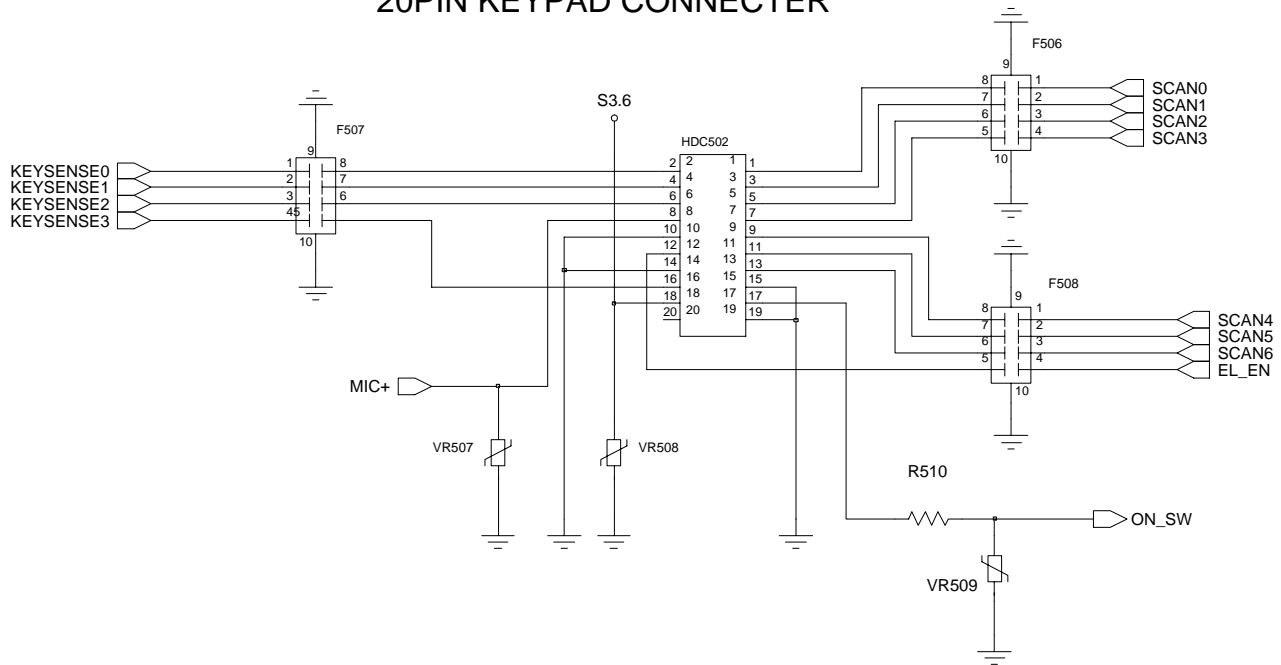 20PIN KEYPAD CONNECTER
F506
9
8 1 SCAN0
7 2 SCAN1
6 3 SCAN2
5 4 SCAN3
10
S3.6
F507
9
KEYSENSE0 1 8
KEYSENSE1 2 7
KEYSENSE2 3 6
KEYSENSE3 45
10
HDC502
2 2 1 1
4 4 3 3
6 6 5 5
8 8 7 7
10 10 9 9
12 12 11 11
14 14 13 13
16 16 15 15
18 18 17 17
20 20 19 19
F508
9
8 1 SCAN4
7 2 SCAN5
6 3 SCAN6
5 4 EL_EN
10
MIC+
VR507
VR508
R510
ON_SW
VR509